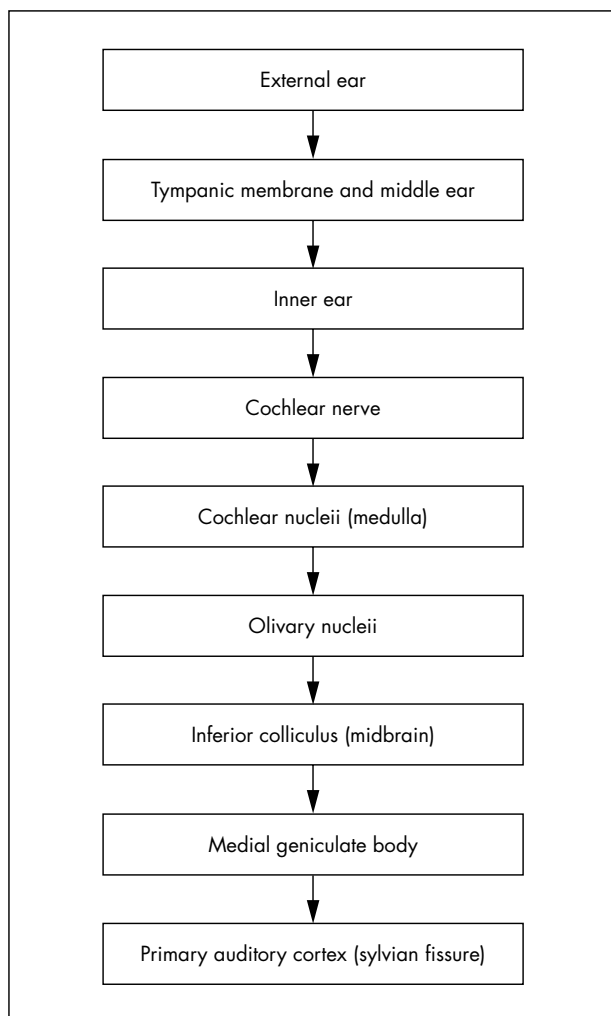 External ear
Tympanic membrane and middle ear
Inner ear
Cochlear nerve
Cochlear nucleii (medulla)
Olivary nucleii
Inferior colliculus (midbrain)
Medial geniculate body
Primary auditory cortex (sylvian fissure)